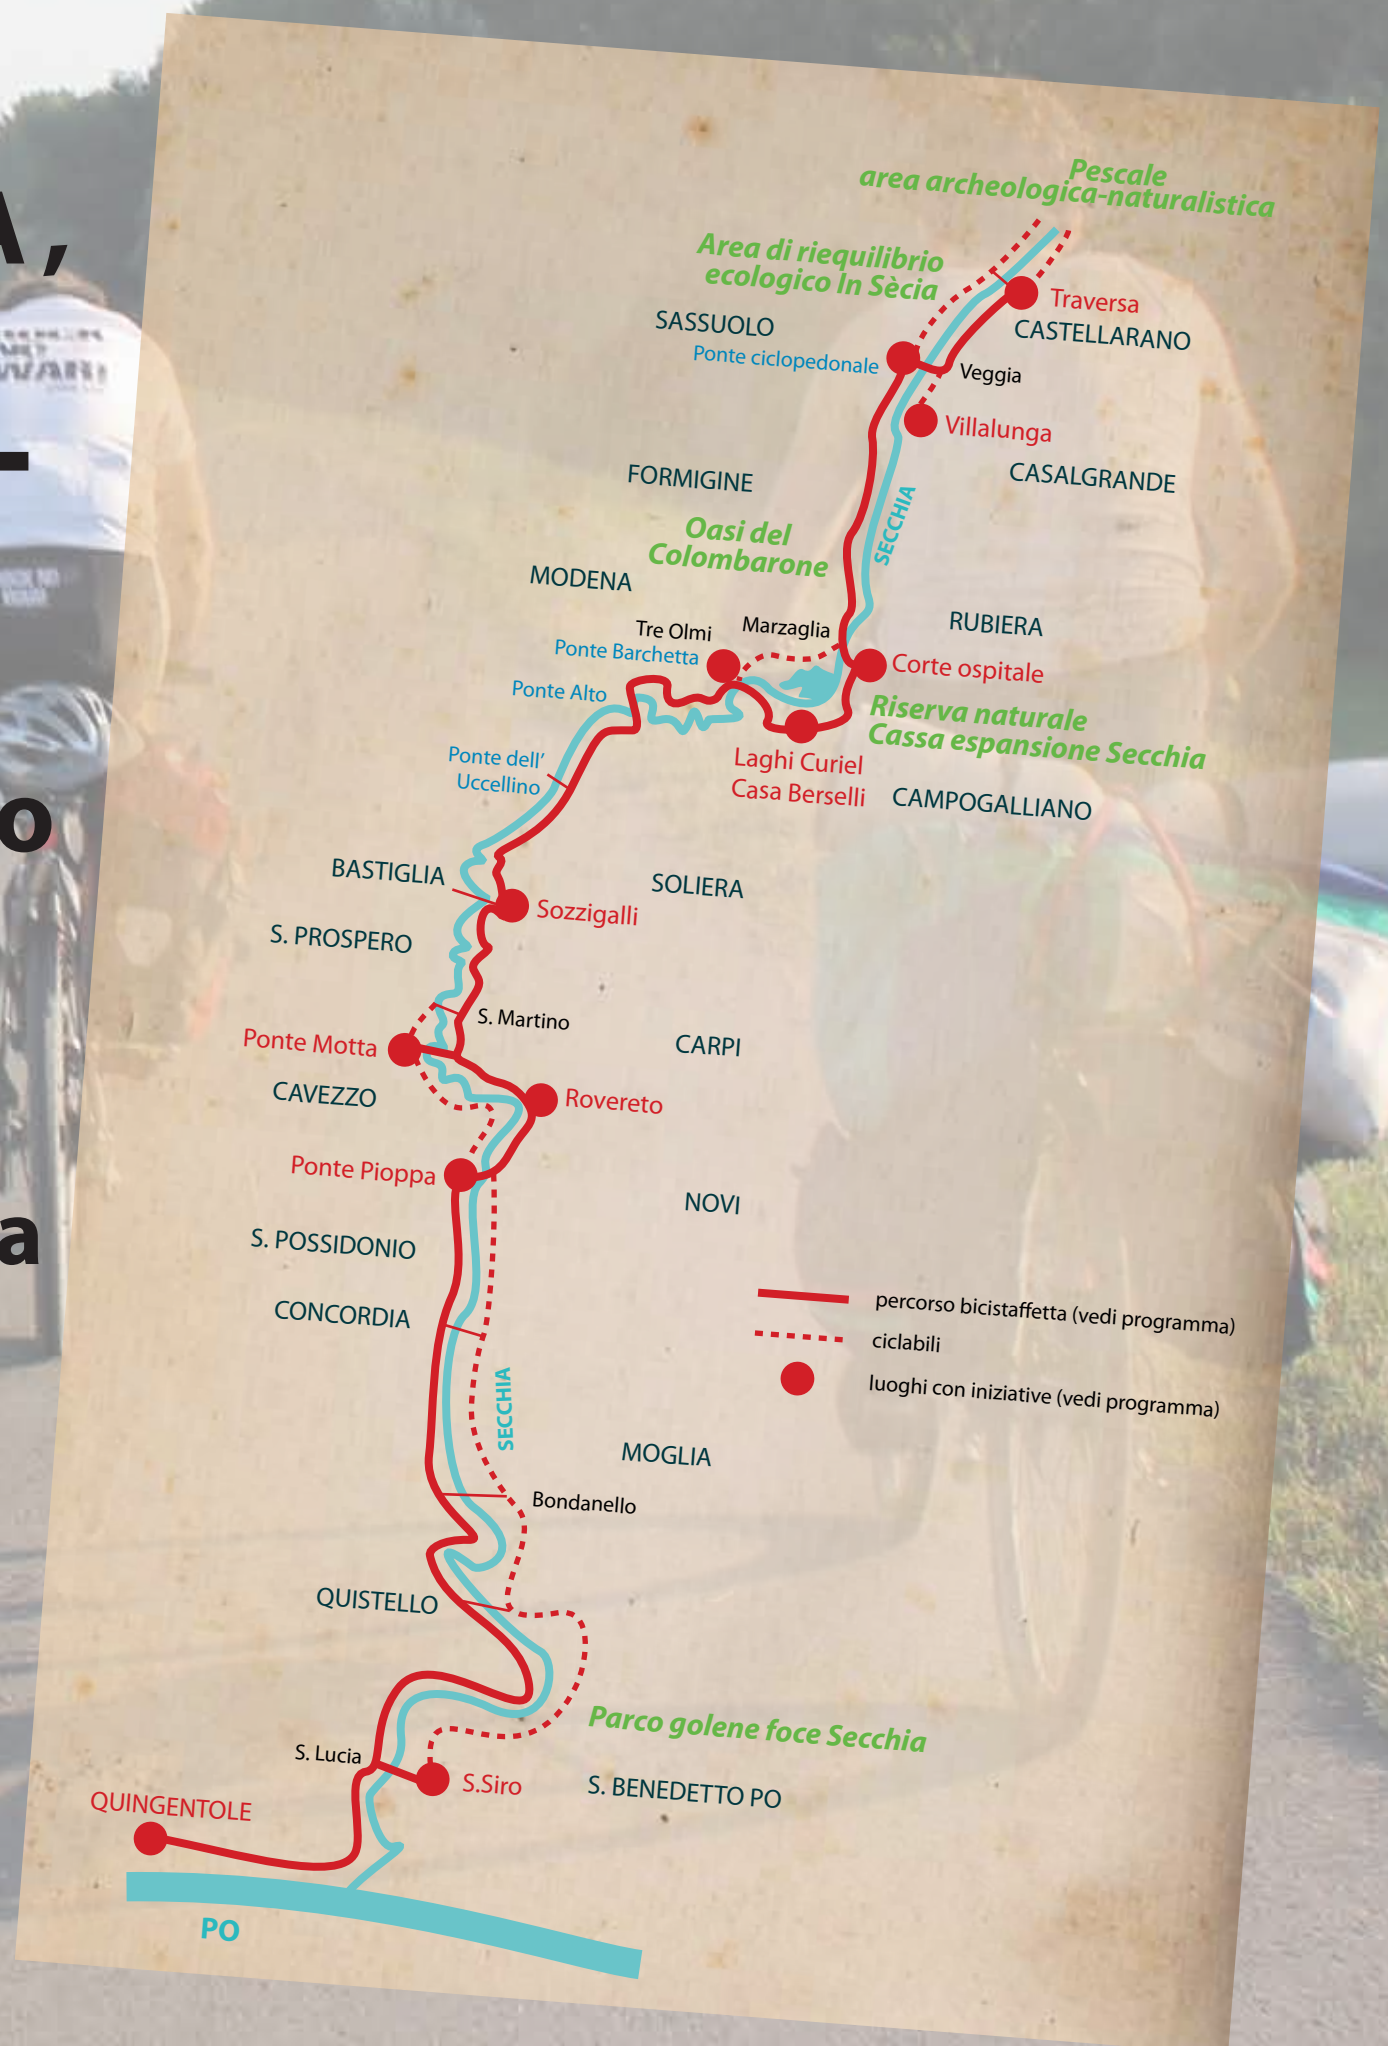 A,
-
o
a
Pescale
area archeologica-naturalistica
Area di riequilibrio
ecologico In Sècia
Traversa
SASSUOLO
CASTELLARANO
Ponte ciclopedonale
Veggia
Villalunga
FORMIGINE
CASALGRANDE
SECCHIA
Oasi del
Colombarone
MODENA
RUBIERA
Tre Olmi
Marzaglia
Ponte Barchetta
Corte ospitale
Ponte Alto
Riserva naturale
Cassa espansione Secchia
Ponte dell'
Uccellino
Laghi Curiel
Casa Berselli
CAMPOGALLIANO
BASTIGLIA
SOLIERA
Sozzigalli
S. PROSPERO
S. Martino
Ponte Motta
CARPI
CAVEZZO
Rovereto
Ponte Pioppa
NOVI
S. POSSIDONIO
CONCORDIA
percorso bicistaffetta (vedi programma)
ciclabili
luoghi con iniziative (vedi programma)
SECCHIA
MOGLIA
Bondanello
QUISTELLO
Parco golene foce Secchia
S. Lucia
S.Siro
S. BENEDETTO PO
QUINGENTOLE
PO